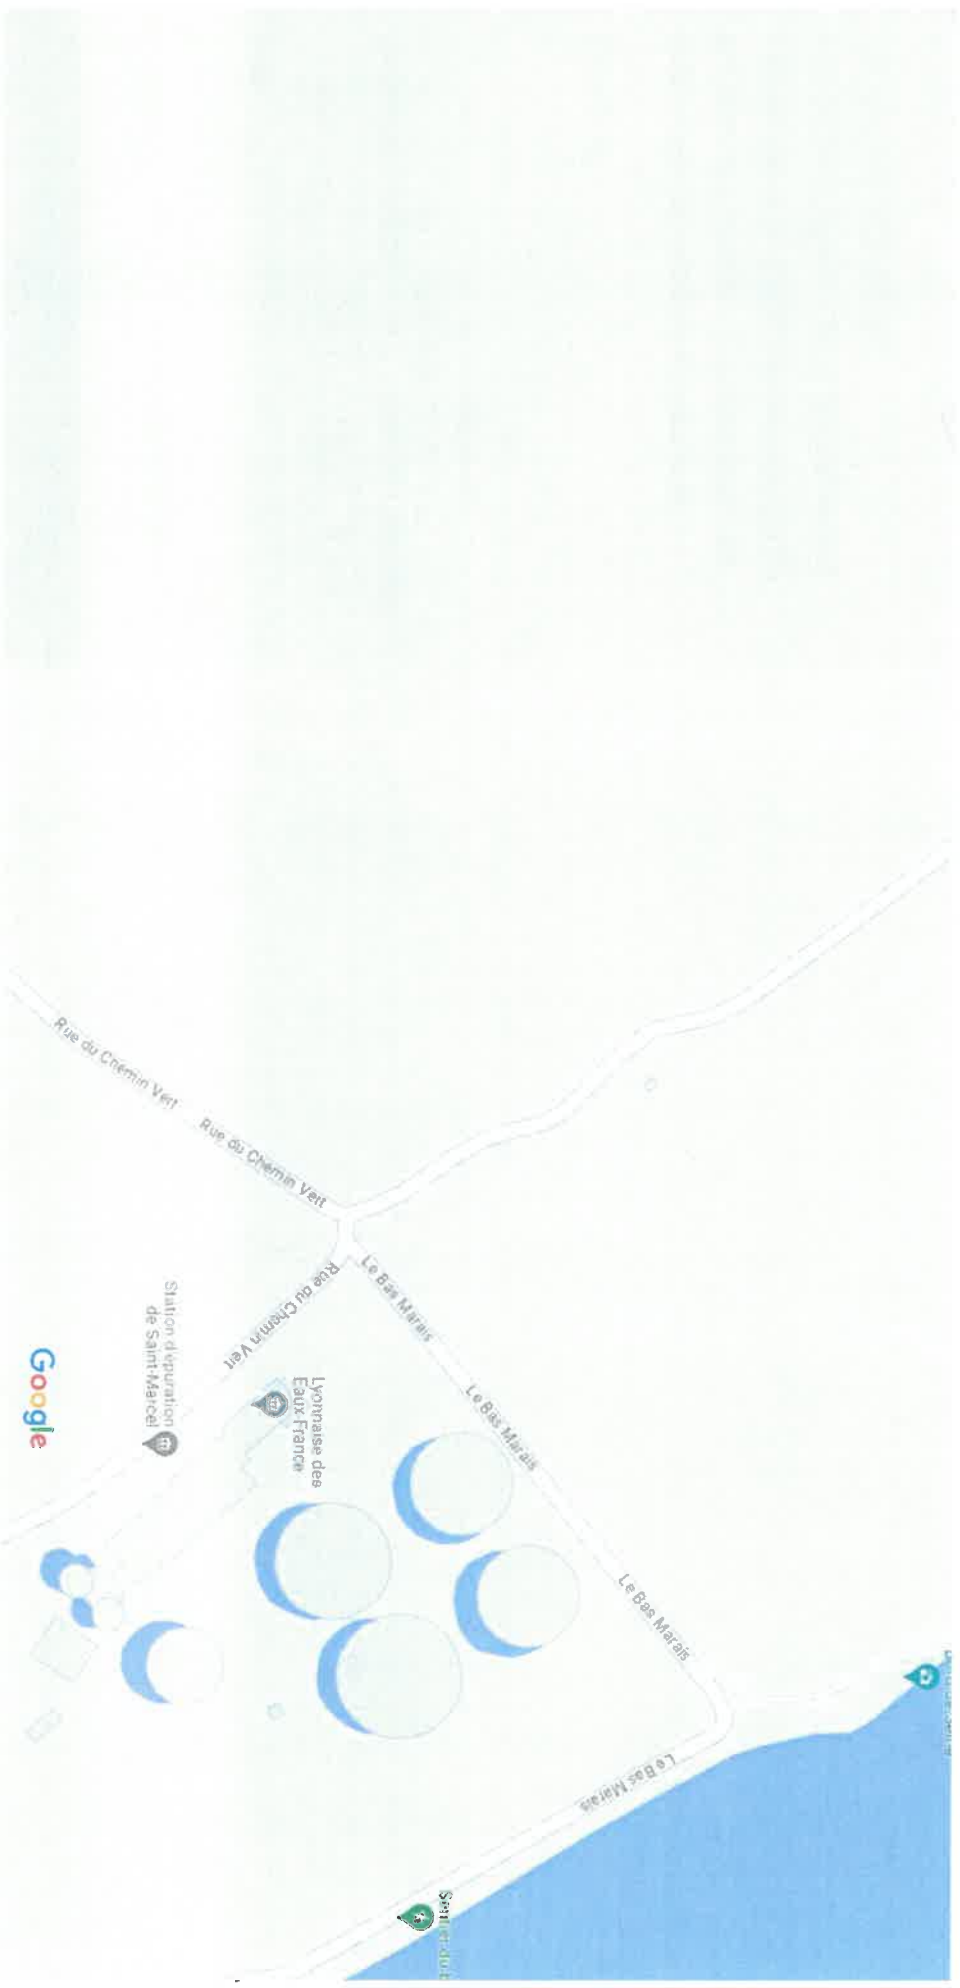 Rue du Chemin Vert
Rue du Chemin Vert
Rue du Chemin Vert
Le Bas Marais
Le Bas Marais
Le Bas Marais
Le Bas Marais
Lyonnaise des
Eaux-France
Station d'épuration
de Saint-Marcel
Google